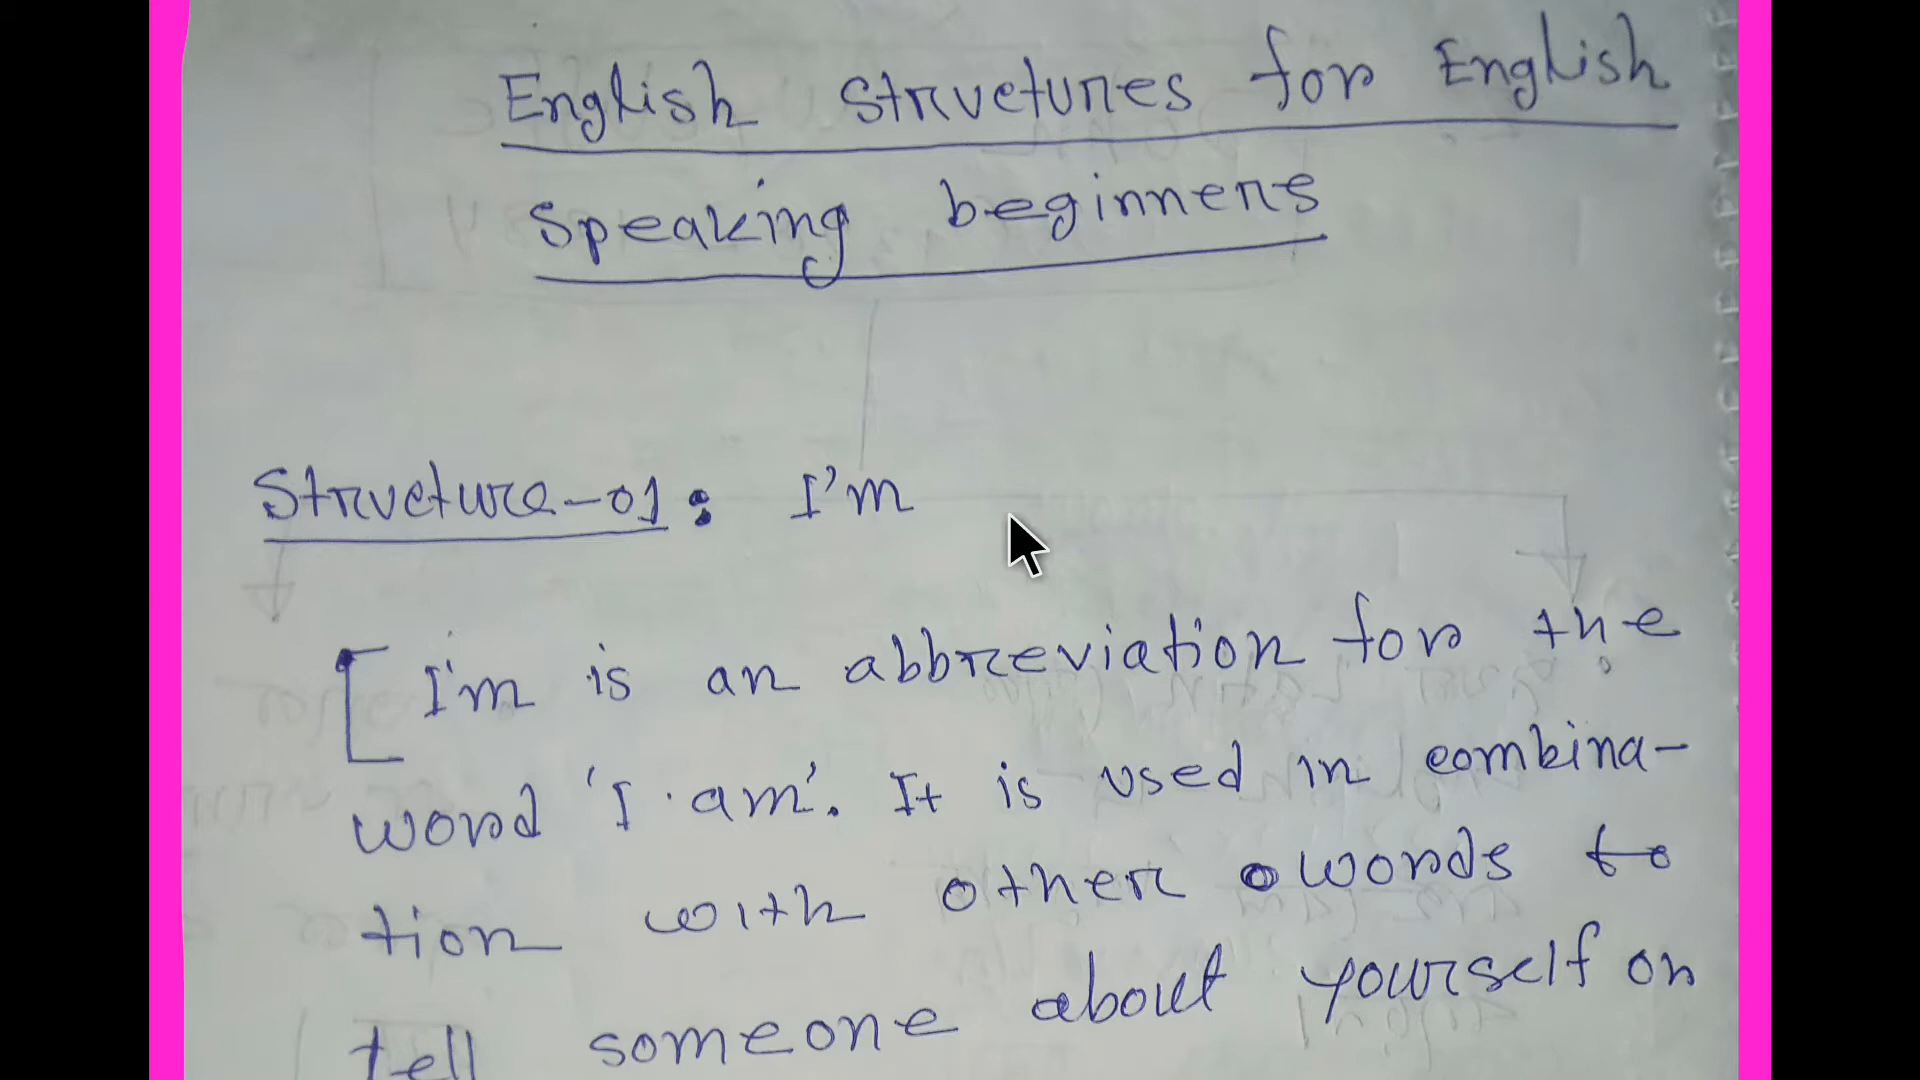 English Structures for English
Speaking beginners
Structure-01: I'm
[I'm is an abbreviation for the
word 'I am'. It is used in combina-
tion with other words to
tell someone about yourself or